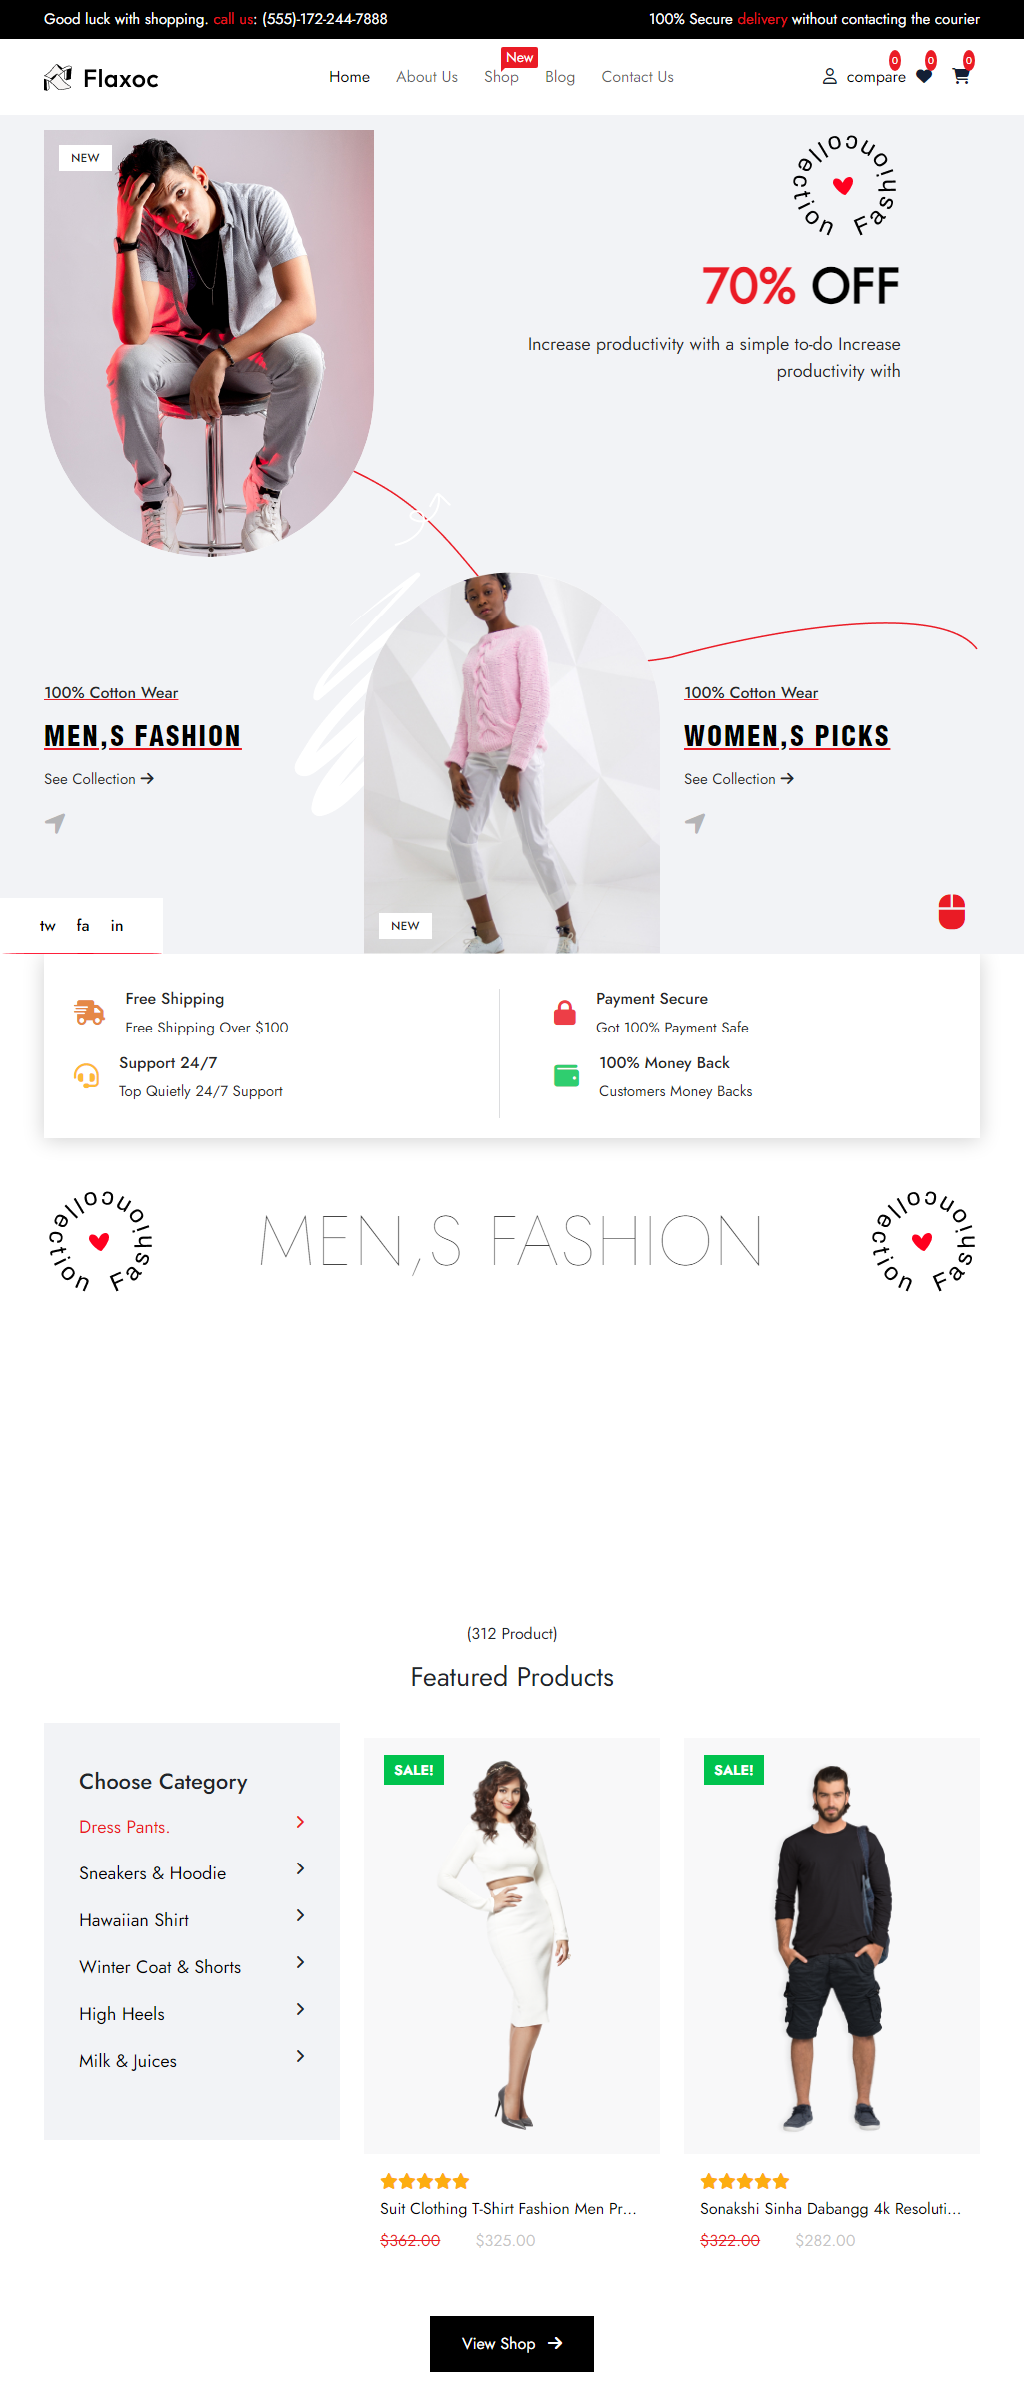 Good luck with shopping. call us: (555)-172-244-7888
100% Secure delivery without contacting the courier
Flaxoc
Home
About Us
Shop
New
Blog
Contact Us
compare
0
0
0
NEW
Fashion collection
70% OFF
Increase productivity with a simple to-do Increase
productivity with
100% Cotton Wear
MEN,S FASHION
See Collection
100% Cotton Wear
WOMEN,S PICKS
See Collection
NEW
tw fa in
Free Shipping
Free Shipping Over $100
Payment Secure
Got 100% Payment Safe
Support 24/7
Top Quietly 24/7 Support
100% Money Back
Customers Money Backs
Fashion collection
MEN,S FASHION
Fashion collection
(312 Product)
Featured Products
Choose Category
Dress Pants.
Sneakers & Hoodie
Hawaiian Shirt
Winter Coat & Shorts
High Heels
Milk & Juices
SALE!
Suit Clothing T-Shirt Fashion Men Pr...
$362.00 $325.00
SALE!
Sonakshi Sinha Dabangg 4k Resoluti...
$322.00 $282.00
View Shop